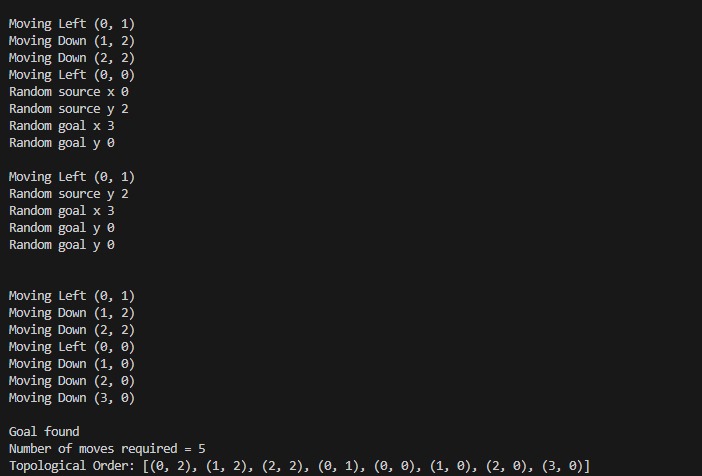 Moving Left (0, 1)
Moving Down (1, 2)
Moving Down (2, 2)
Moving Left (0, 0)
Random source x 0
Random source y 2
Random goal x 3
Random goal y 0
Moving Left (0, 1)
Random source y 2
Random goal x 3
Random goal y 0
Random goal y 0
Moving Left (0, 1)
Moving Down (1, 2)
Moving Down (2, 2)
Moving Left (0, 0)
Moving Down (1, 0)
Moving Down (2, 0)
Moving Down (3, 0)
Goal found
Number of moves required = 5
Topological Order: [(0, 2), (1, 2), (2, 2), (0, 1), (0, 0), (1, 0), (2, 0), (3, 0)]